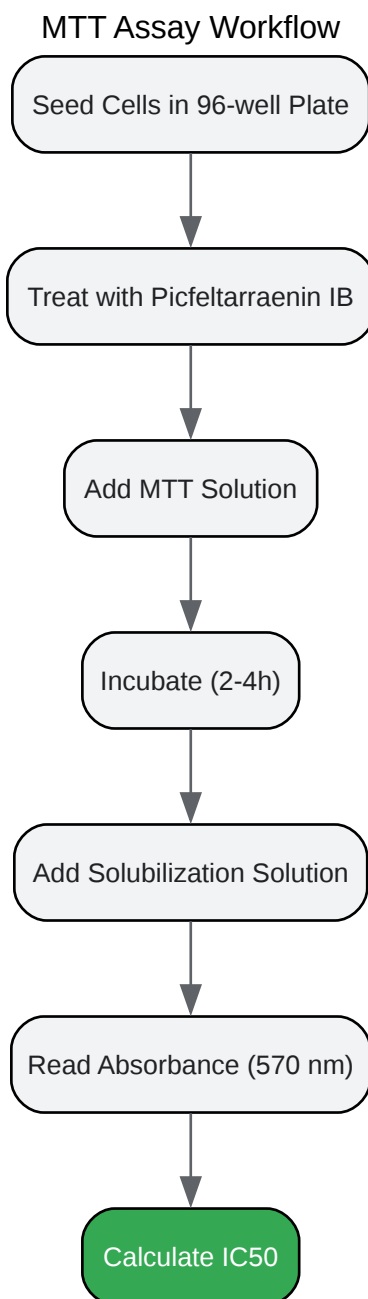 MTT Assay Workflow
Seed Cells in 96-well Plate
Treat with Picfeltarraenin IB
Add MTT Solution
Incubate (2-4h)
Add Solubilization Solution
Read Absorbance (570 nm)
Calculate IC50